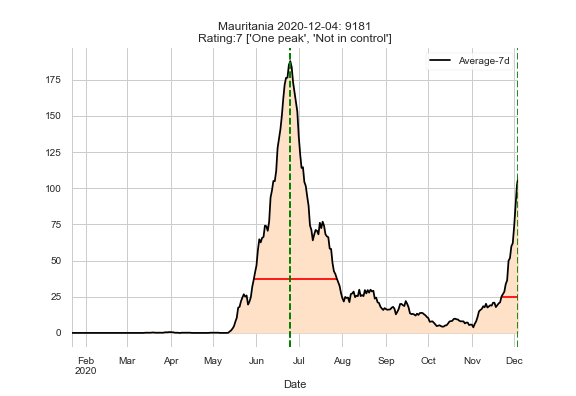 Mauritania 2020-12-04: 9181
Rating:7 ['One peak', 'Not in control']
Average-7d
175
150
125
100
75
50
25
0
Feb
2020
Mar
Apr
May
Jun
Jul
Aug
Sep
Oct
Nov
Dec
Date